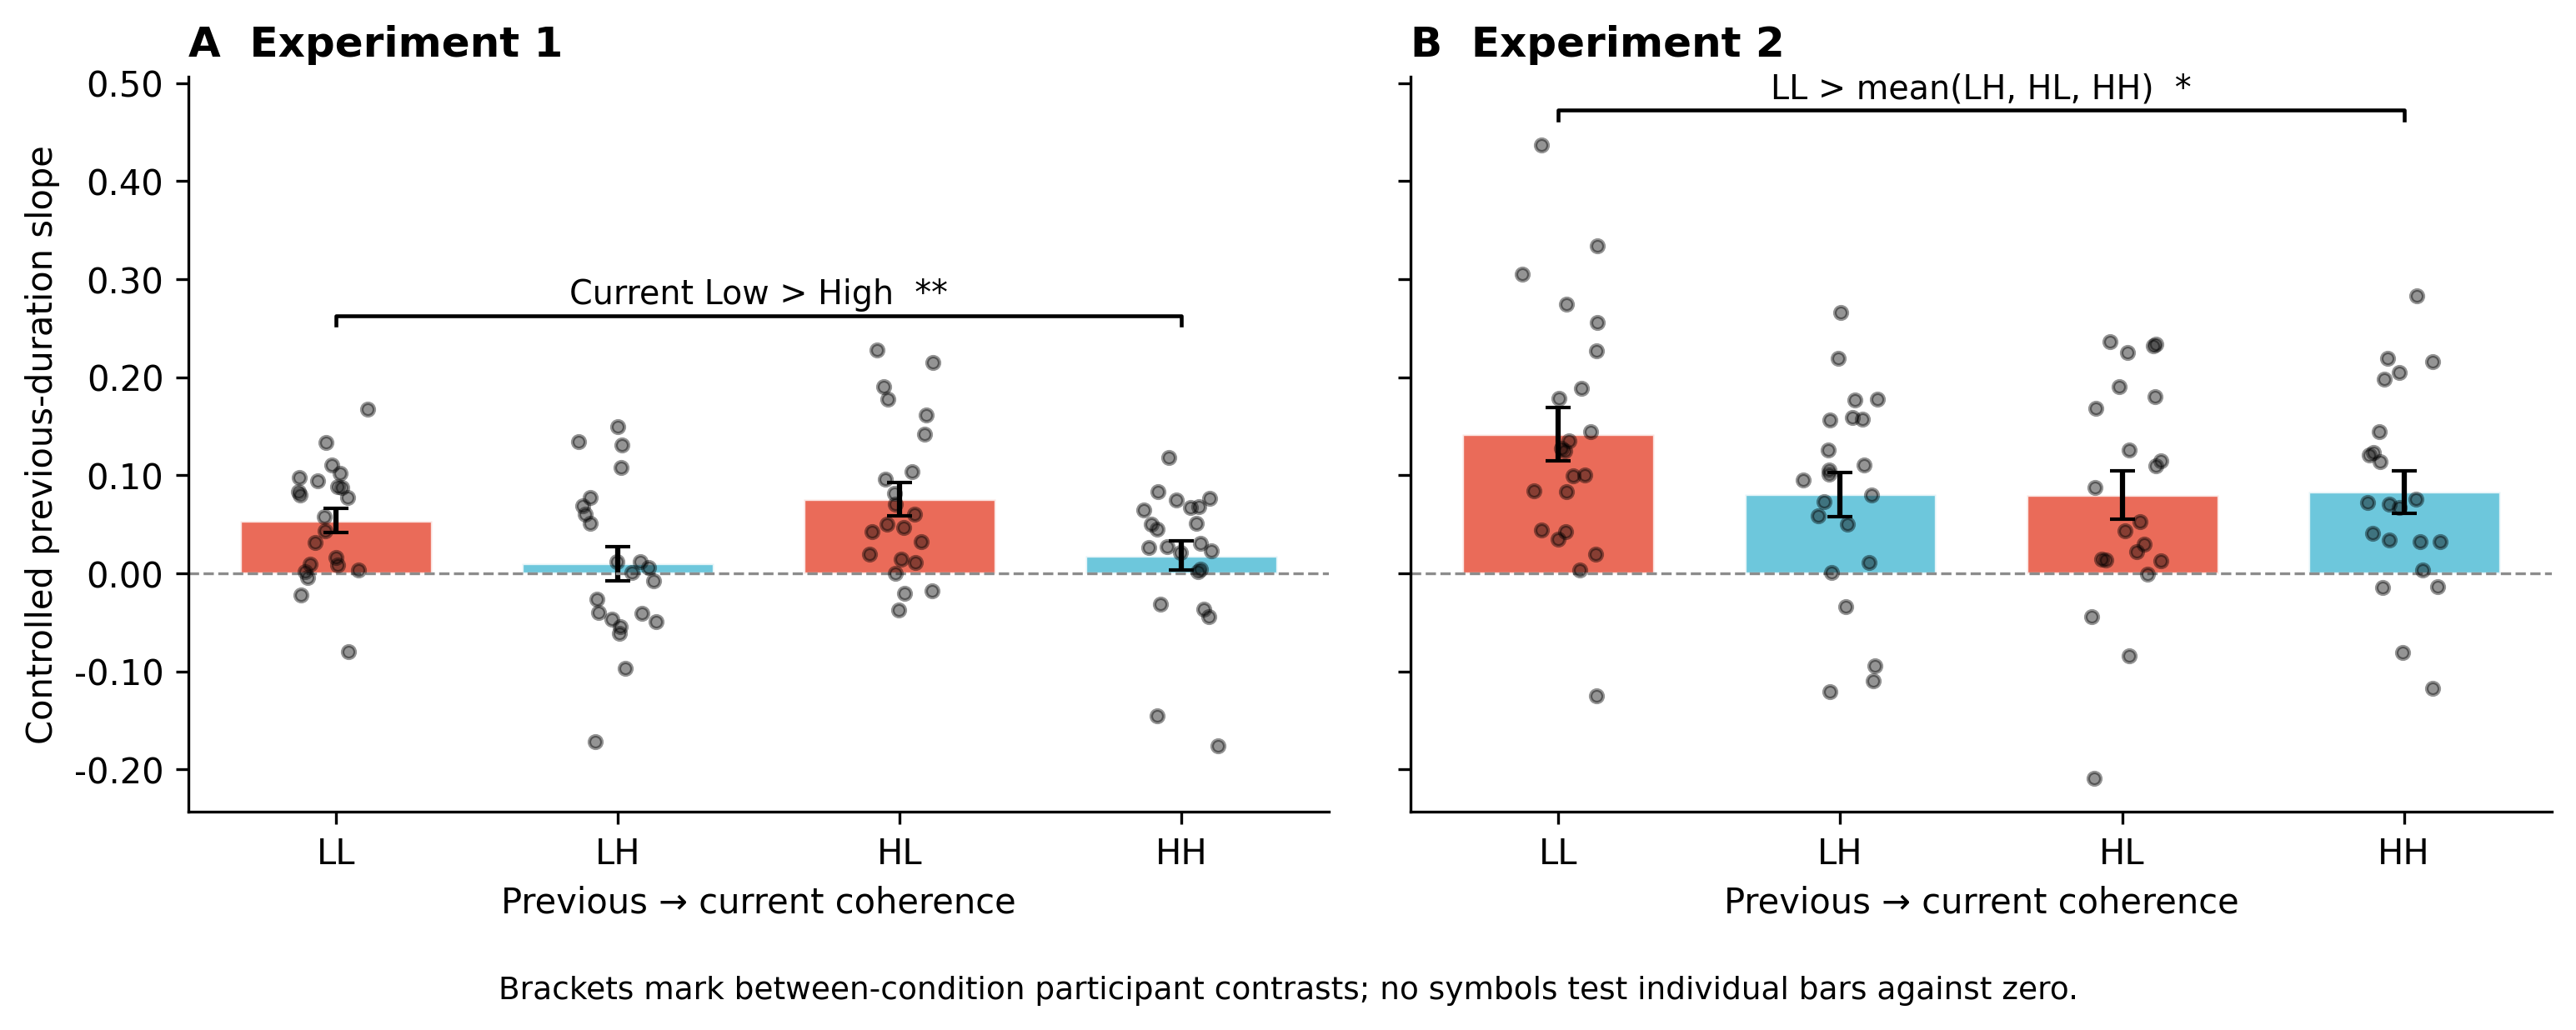 A Experiment 1
B Experiment 2
Controlled previous-duration slope
0.50
0.40
0.30
0.20
0.10
0.00
-0.10
-0.20
Current Low > High **
LL > mean(LH, HL, HH) *
LL LH HL HH
Previous → current coherence
LL LH HL HH
Previous → current coherence
Brackets mark between-condition participant contrasts; no symbols test individual bars against zero.